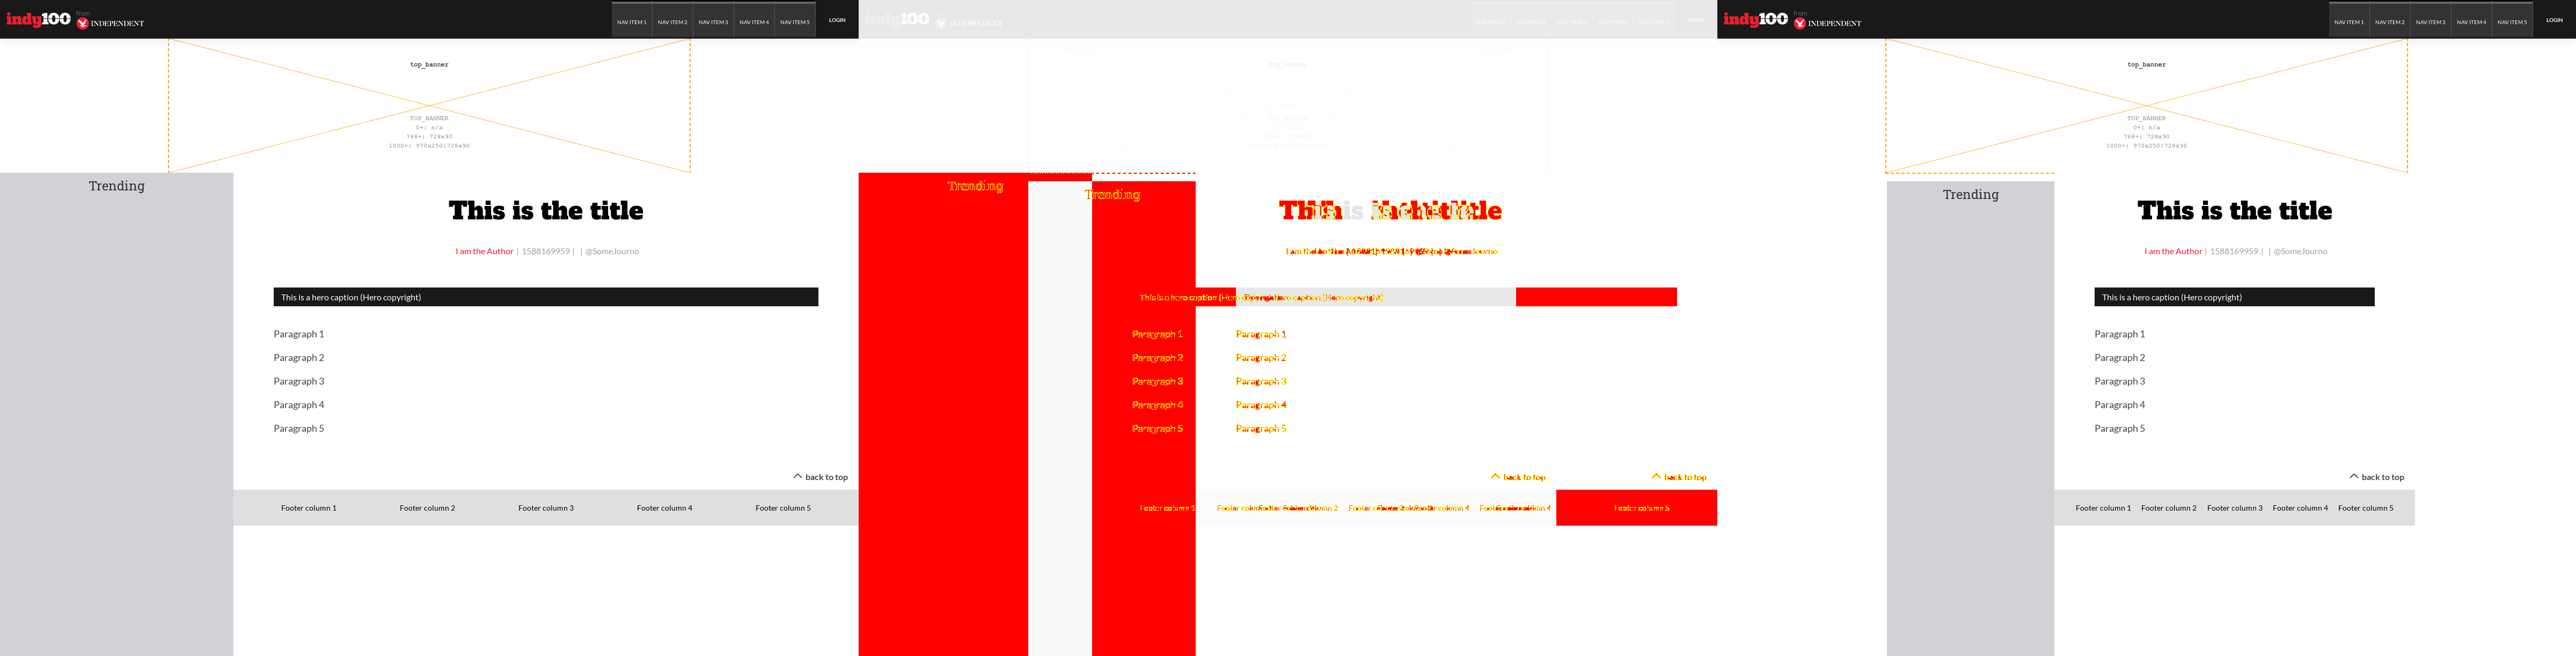 indy100 from INDEPENDENT
NAV ITEM 1 NAV ITEM 2 NAV ITEM 3 NAV ITEM 4 NAV ITEM 5 LOGIN
top_banner
TOP_BANNER
0+: n/a
768+: 728x90
1000+: 970x250|728x90
Trending
This is the title
I am the Author | 1588169959 | | @SomeJourno
This is a hero caption (Hero copyright)
Paragraph 1
Paragraph 2
Paragraph 3
Paragraph 4
Paragraph 5
back to top
Footer column 1 Footer column 2 Footer column 3 Footer column 4 Footer column 5
Trending
Trending
This is a hero caption
Paragraph 1 Paragraph 1
Paragraph 2 Paragraph 2
Paragraph 3 Paragraph 3
Paragraph 4 Paragraph 4
Paragraph 5 Paragraph 5
back to top back to top
indy100 from INDEPENDENT
NAV ITEM 1 NAV ITEM 2 NAV ITEM 3 NAV ITEM 4 NAV ITEM 5 LOGIN
top_banner
TOP_BANNER
0+: n/a
768+: 728x90
1000+: 970x250|728x90
Trending
This is the title
I am the Author | 1588169959 | | @SomeJourno
This is a hero caption (Hero copyright)
Paragraph 1
Paragraph 2
Paragraph 3
Paragraph 4
Paragraph 5
back to top
Footer column 1 Footer column 2 Footer column 3 Footer column 4 Footer column 5